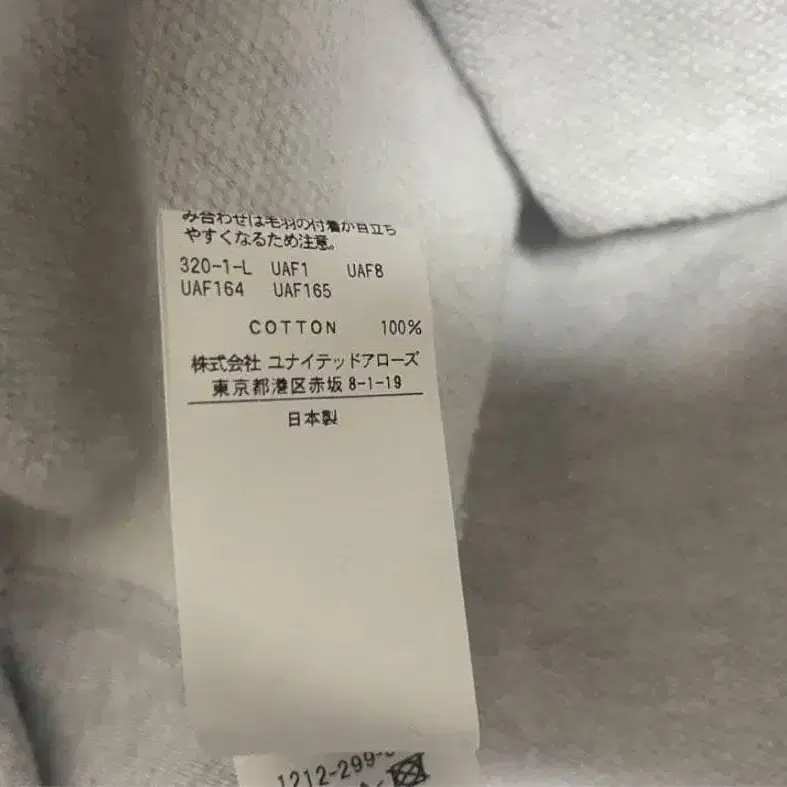 み合わせは毛羽の付着が目立ち
やすくなるため注意。
320-1-L UAF1 UAF8
UAF164 UAF165
COTTON 100%
株式会社 ユナイテッドアローズ
東京都港区赤坂 8-1-19
日本製
1212-299-